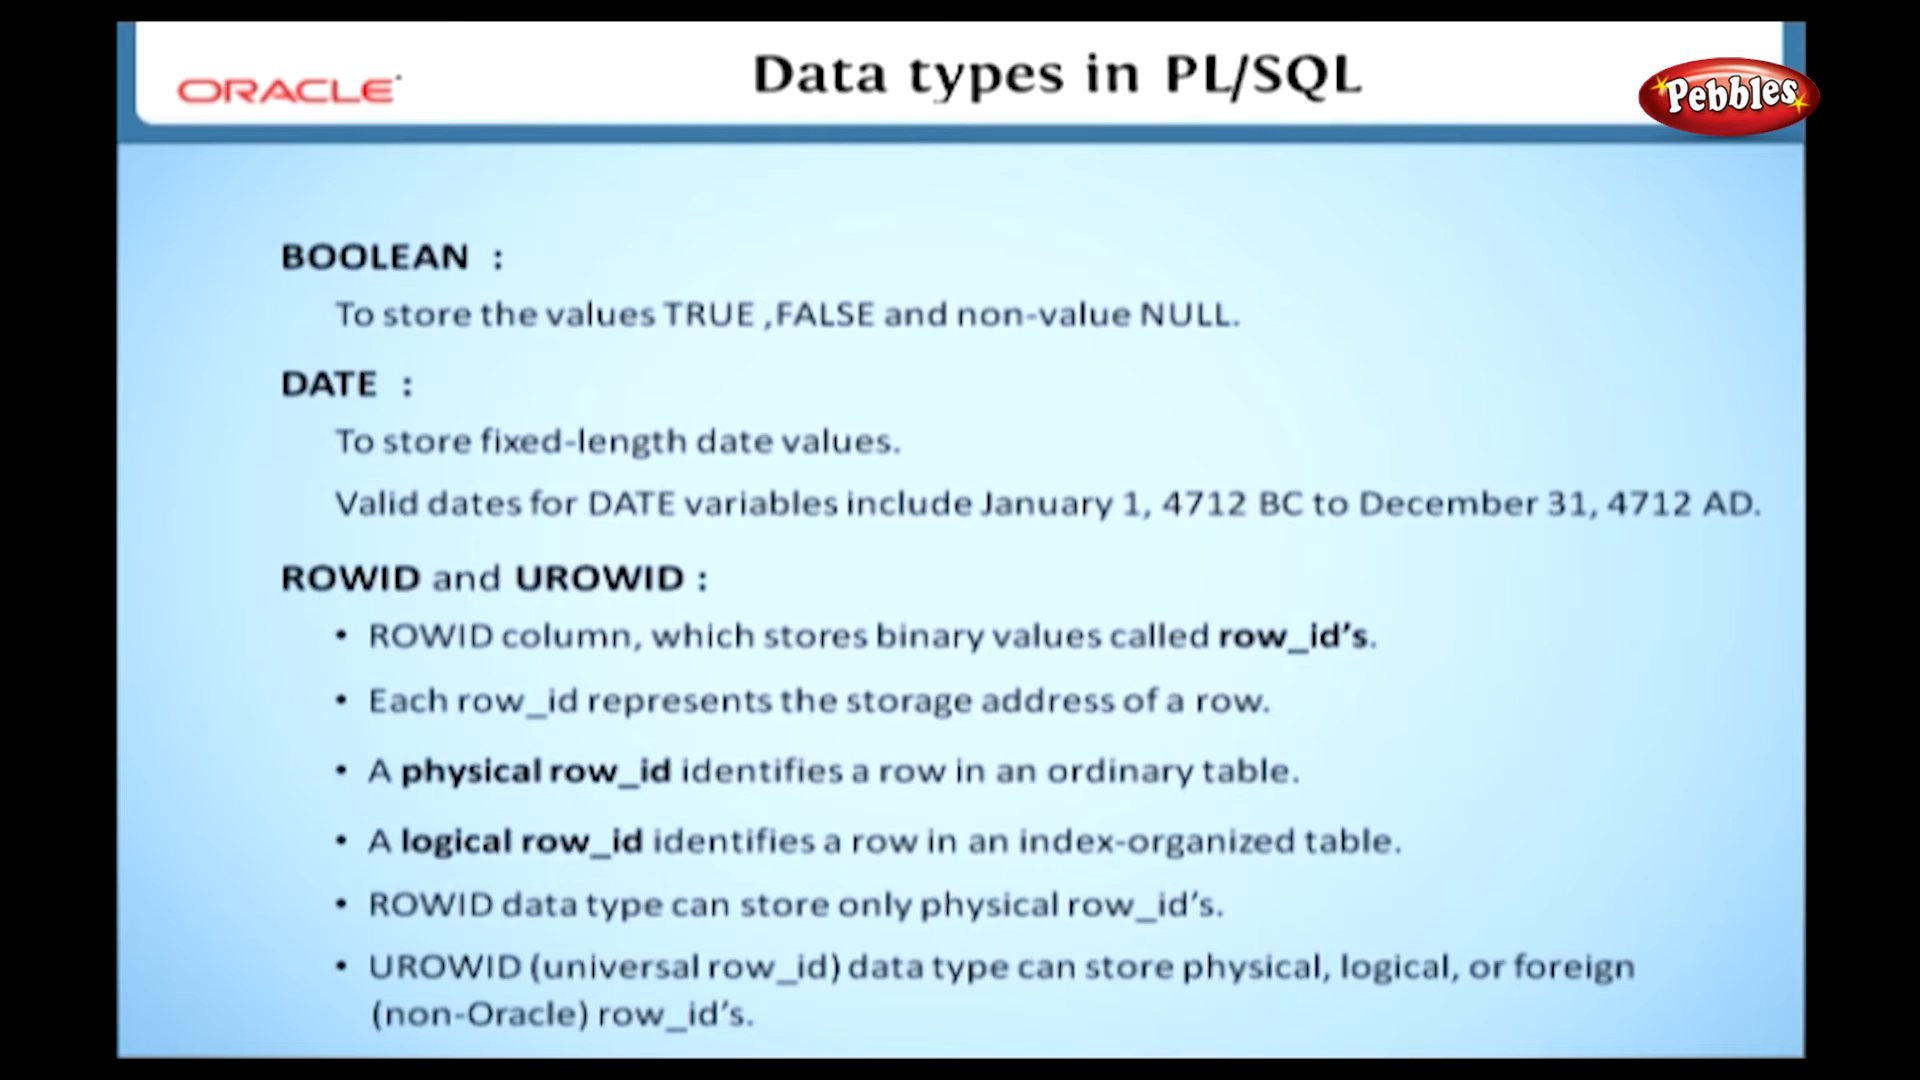 ORACLE
Data types in PL/SQL
Pebbles
BOOLEAN :
To store the values TRUE ,FALSE and non-value NULL.
DATE :
To store fixed-length date values.
Valid dates for DATE variables include January 1, 4712 BC to December 31, 4712 AD.
ROWID and UROWID :
• ROWID column, which stores binary values called row_id’s.
• Each row_id represents the storage address of a row.
• A physical row_id identifies a row in an ordinary table.
• A logical row_id identifies a row in an index-organized table.
• ROWID data type can store only physical row_id’s.
• UROWID (universal row_id) data type can store physical, logical, or foreign
(non-Oracle) row_id’s.